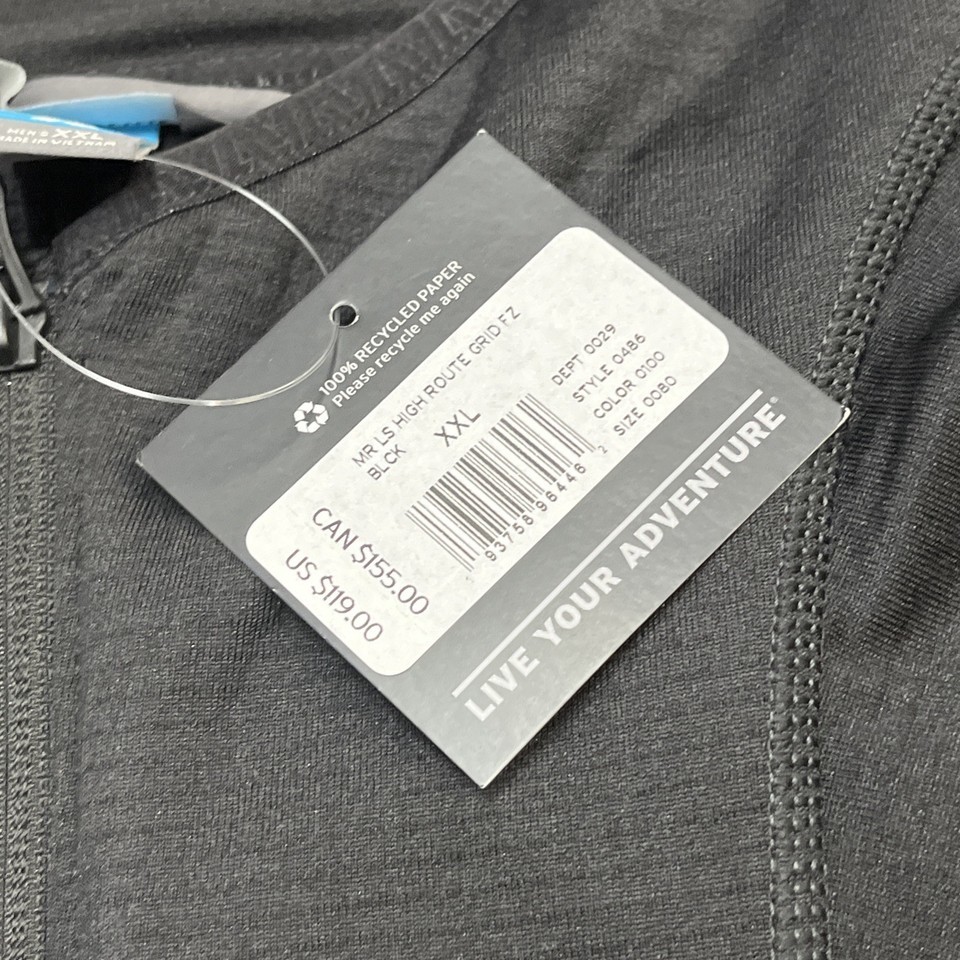 MEN'S XXL
MADE IN VIETNAM
100% RECYCLED PAPER
Please recycle me again
MR LS HIGH ROUTE GRID FZ
BLCK
XXL
DEPT 0029
STYLE 0486
COLOR 0100
SIZE 0080
93756 96446 2
CAN $155.00
US $119.00
LIVE YOUR ADVENTURE®